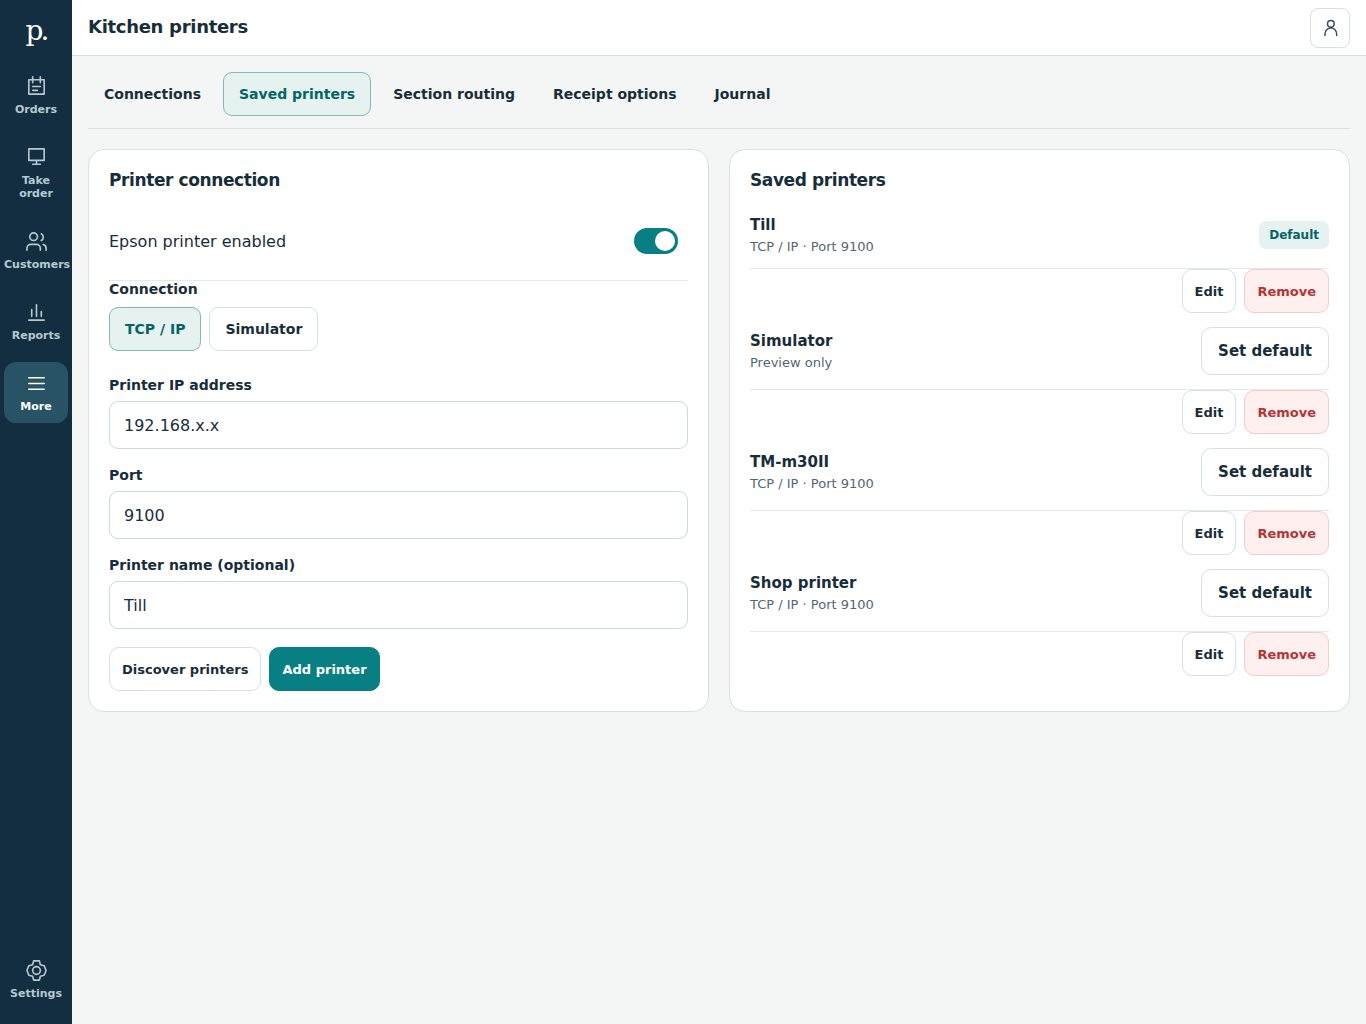 p.
Kitchen printers
Orders
Take
order
Customers
Reports
More
Settings
Connections
Saved printers
Section routing
Receipt options
Journal
Printer connection
Epson printer enabled
Connection
TCP / IP
Simulator
Printer IP address
192.168.x.x
Port
9100
Printer name (optional)
Till
Discover printers
Add printer
Saved printers
Till
TCP / IP · Port 9100
Default
Edit
Remove
Simulator
Preview only
Set default
Edit
Remove
TM-m30II
TCP / IP · Port 9100
Set default
Edit
Remove
Shop printer
TCP / IP · Port 9100
Set default
Edit
Remove